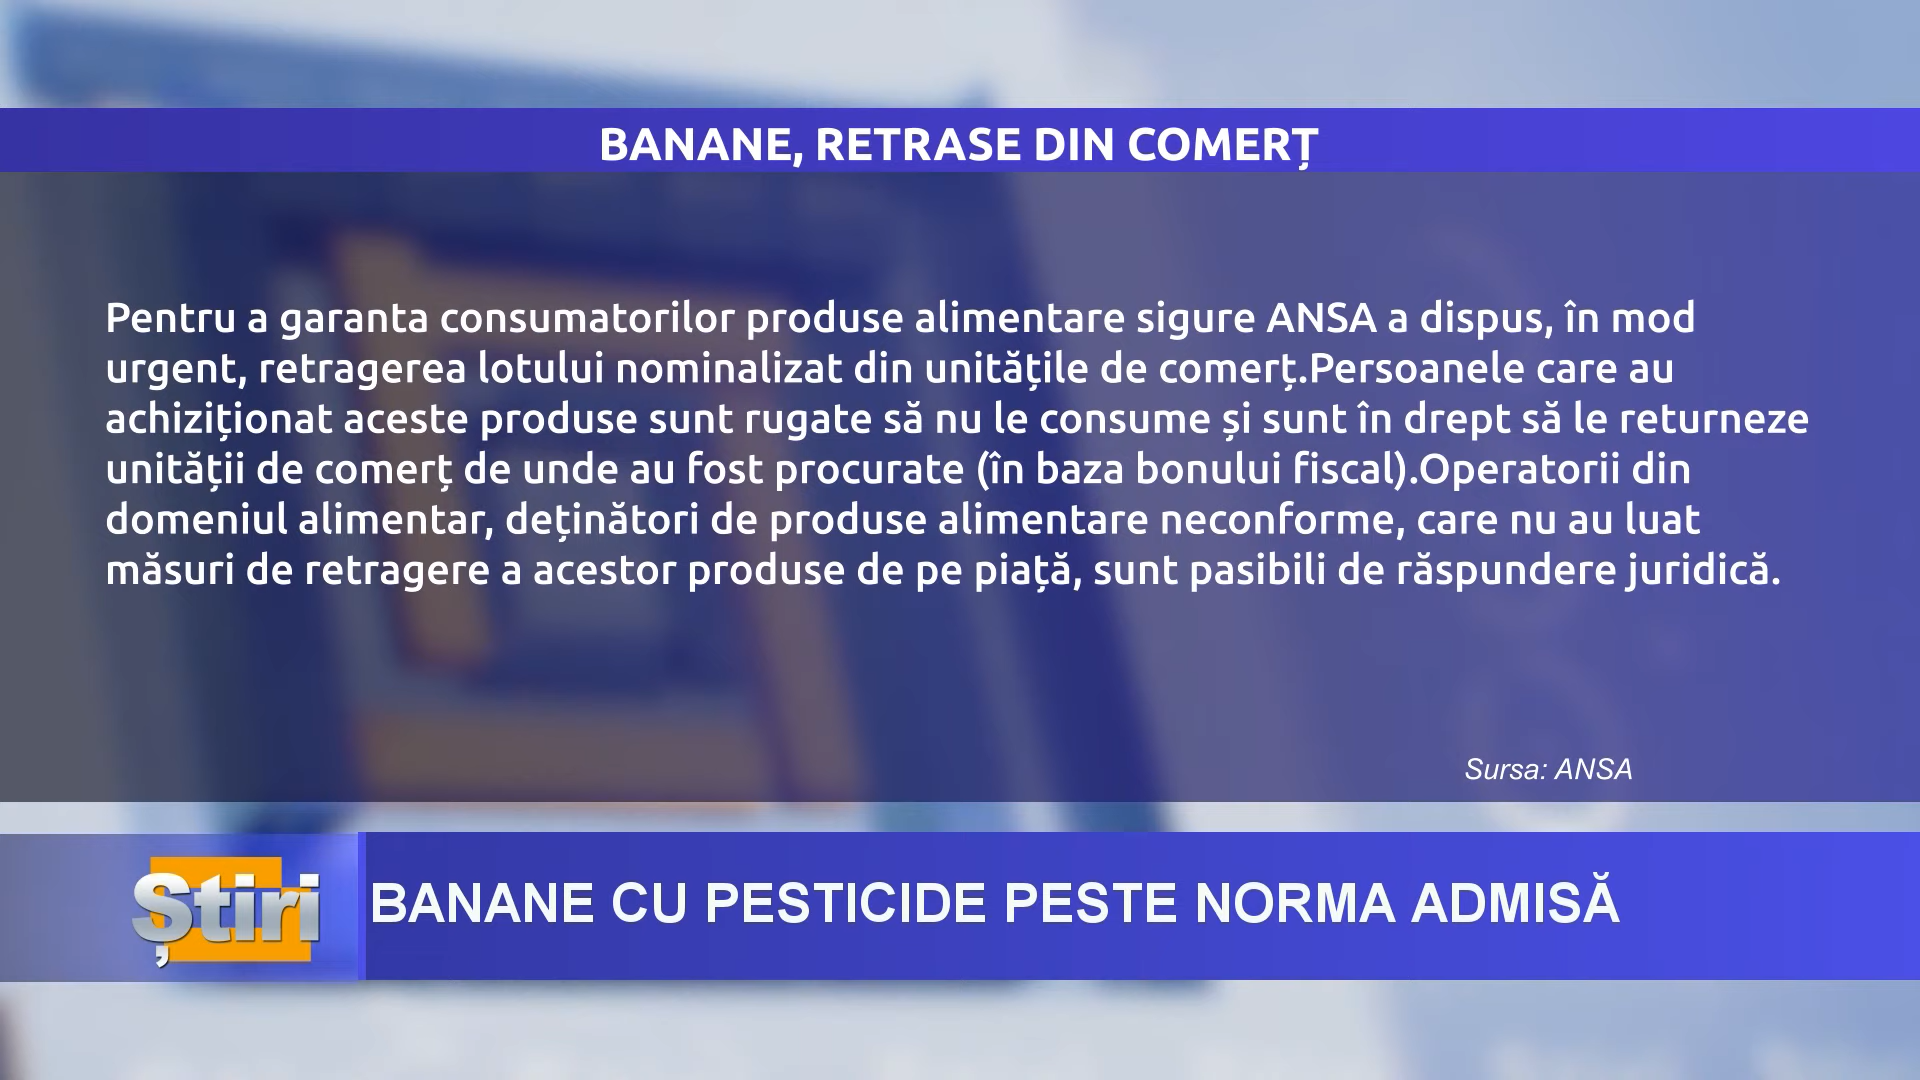 BANANE, RETRASE DIN COMERȚ
Pentru a garanta consumatorilor produse alimentare sigure ANSA a dispus, în mod
urgent, retragerea lotului nominalizat din unitățile de comerț.Persoanele care au
achiziționat aceste produse sunt rugate să nu le consume și sunt în drept să le returneze
unității de comerț de unde au fost procurate (în baza bonului fiscal).Operatorii din
domeniul alimentar, deținători de produse alimentare neconforme, care nu au luat
măsuri de retragere a acestor produse de pe piață, sunt pasibili de răspundere juridică.
Sursa: ANSA
Știri
BANANE CU PESTICIDE PESTE NORMA ADMISĂ